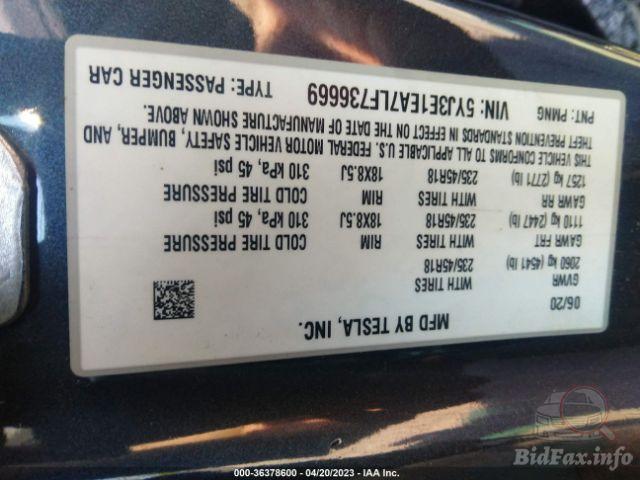 MFD BY TESLA, INC.
06/20
GVWR WITH TIRES
2060 kg (4541 lb) 235/45R18
GAWR FRT WITH TIRES RIM COLD TIRE PRESSURE
1110 kg (2447 lb) 235/45R18 18X8.5J 310 kPa, 45 psi
GAWR RR WITH TIRES RIM COLD TIRE PRESSURE
1257 kg (2771 lb) 235/45R18 18X8.5J 310 kPa, 45 psi
THIS VEHICLE CONFORMS TO ALL APPLICABLE U.S. FEDERAL MOTOR VEHICLE SAFETY, BUMPER, AND
THEFT PREVENTION STANDARDS IN EFFECT ON THE DATE OF MANUFACTURE SHOWN ABOVE.
PNT: PMNG VIN: 5YJ3E1EA7LF736669 TYPE: PASSENGER CAR
BidFax.info
000-36378600 - 04/20/2023 - IAA Inc.